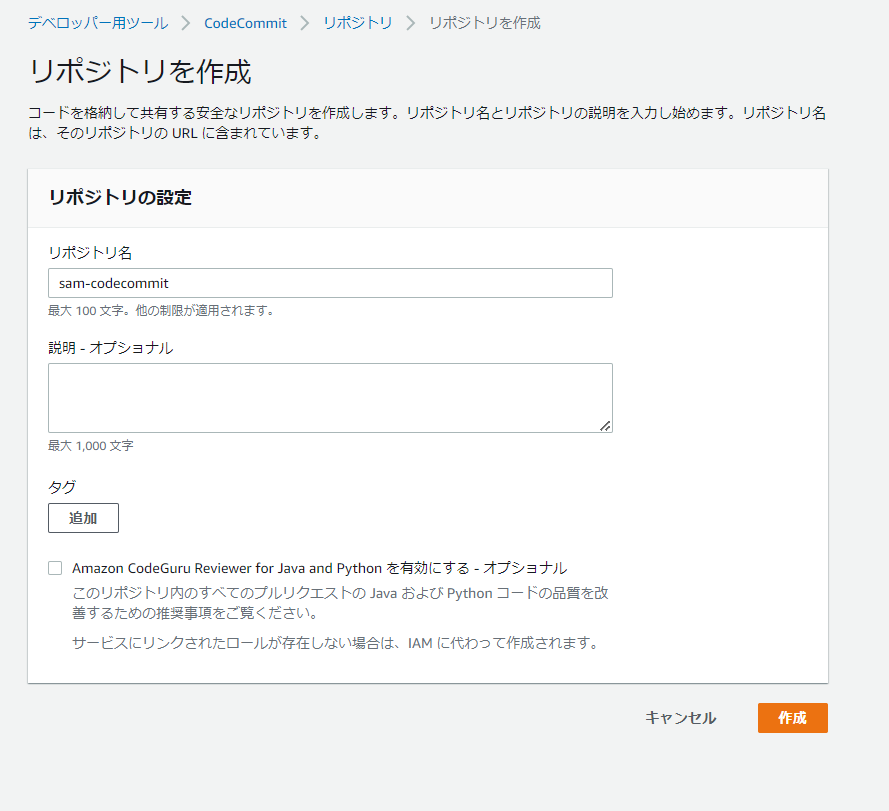 デベロッパー用ツール > CodeCommit > リポジトリ > リポジトリを作成
リポジトリを作成
コードを格納して共有する安全なリポジトリを作成します。リポジトリ名とリポジトリの説明を入力し始めます。リポジトリ名
は、そのリポジトリの URL に含まれています。
リポジトリの設定
リポジトリ名
sam-codecommit
最大 100 文字。他の制限が適用されます。
説明 - オプショナル
最大 1,000 文字
タグ
追加
Amazon CodeGuru Reviewer for Java and Python を有効にする - オプショナル
このリポジトリ内のすべてのプルリクエストの Java および Python コードの品質を改
善するための推奨事項をご覧ください。
サービスにリンクされたロールが存在しない場合は、IAM に代わって作成されます。
キャンセル
作成